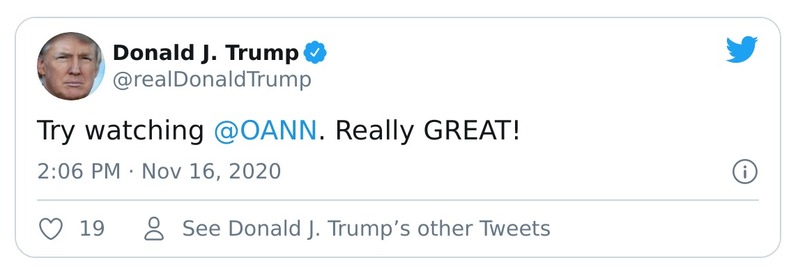 Donald J. Trump
@realDonaldTrump
Try watching @OANN. Really GREAT!
2:06 PM · Nov 16, 2020
19 See Donald J. Trump’s other Tweets